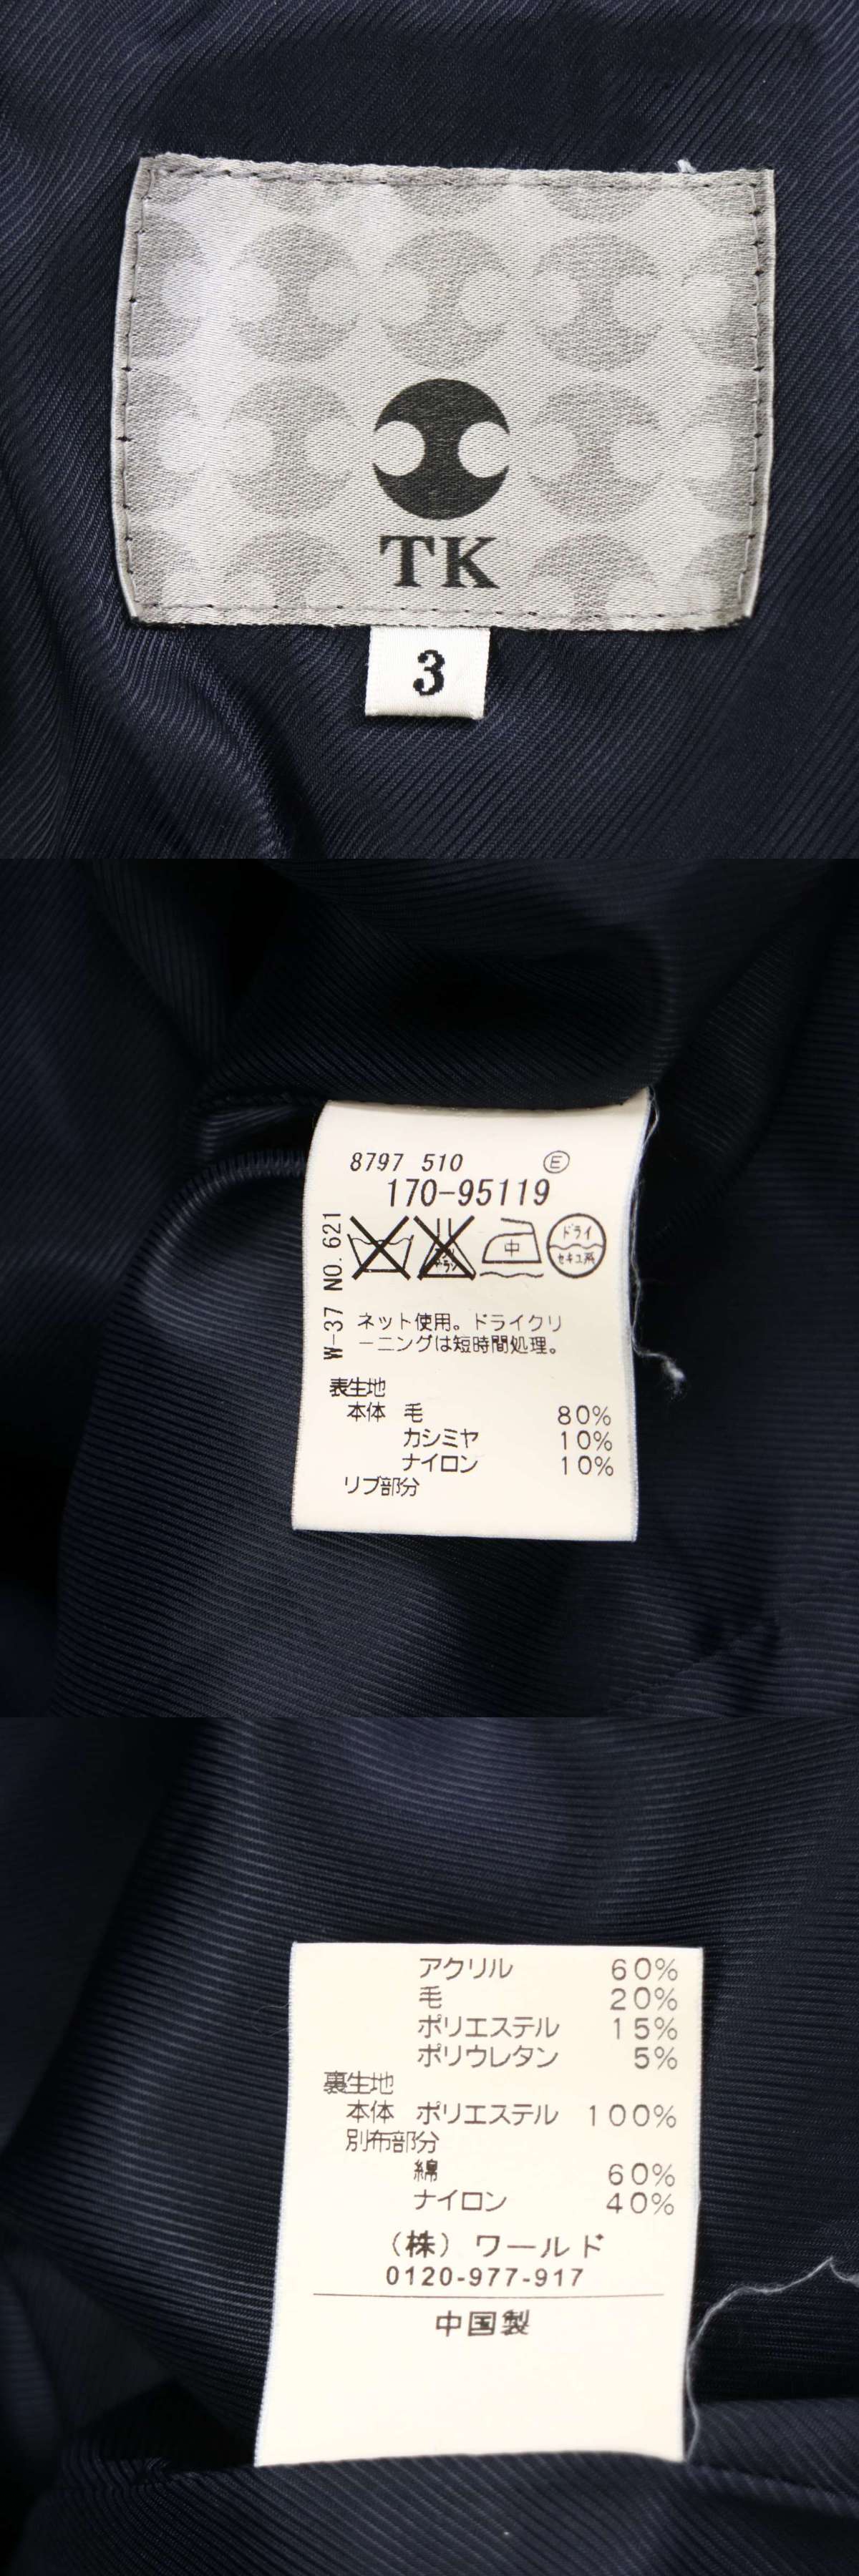 TK
3
8797 510 Ⓔ
170-95119
W-37 NO. 621
中
ドライ
セキユ系
ネット使用。ドライクリ
ーニングは短時間処理。
表生地
本体 毛 80%
カシミヤ 10%
ナイロン 10%
リブ部分
アクリル 60%
毛 20%
ポリエステル 15%
ポリウレタン 5%
裏生地
本体 ポリエステル 100%
別布部分
綿 60%
ナイロン 40%
（株）ワールド
0120-977-917
中国製